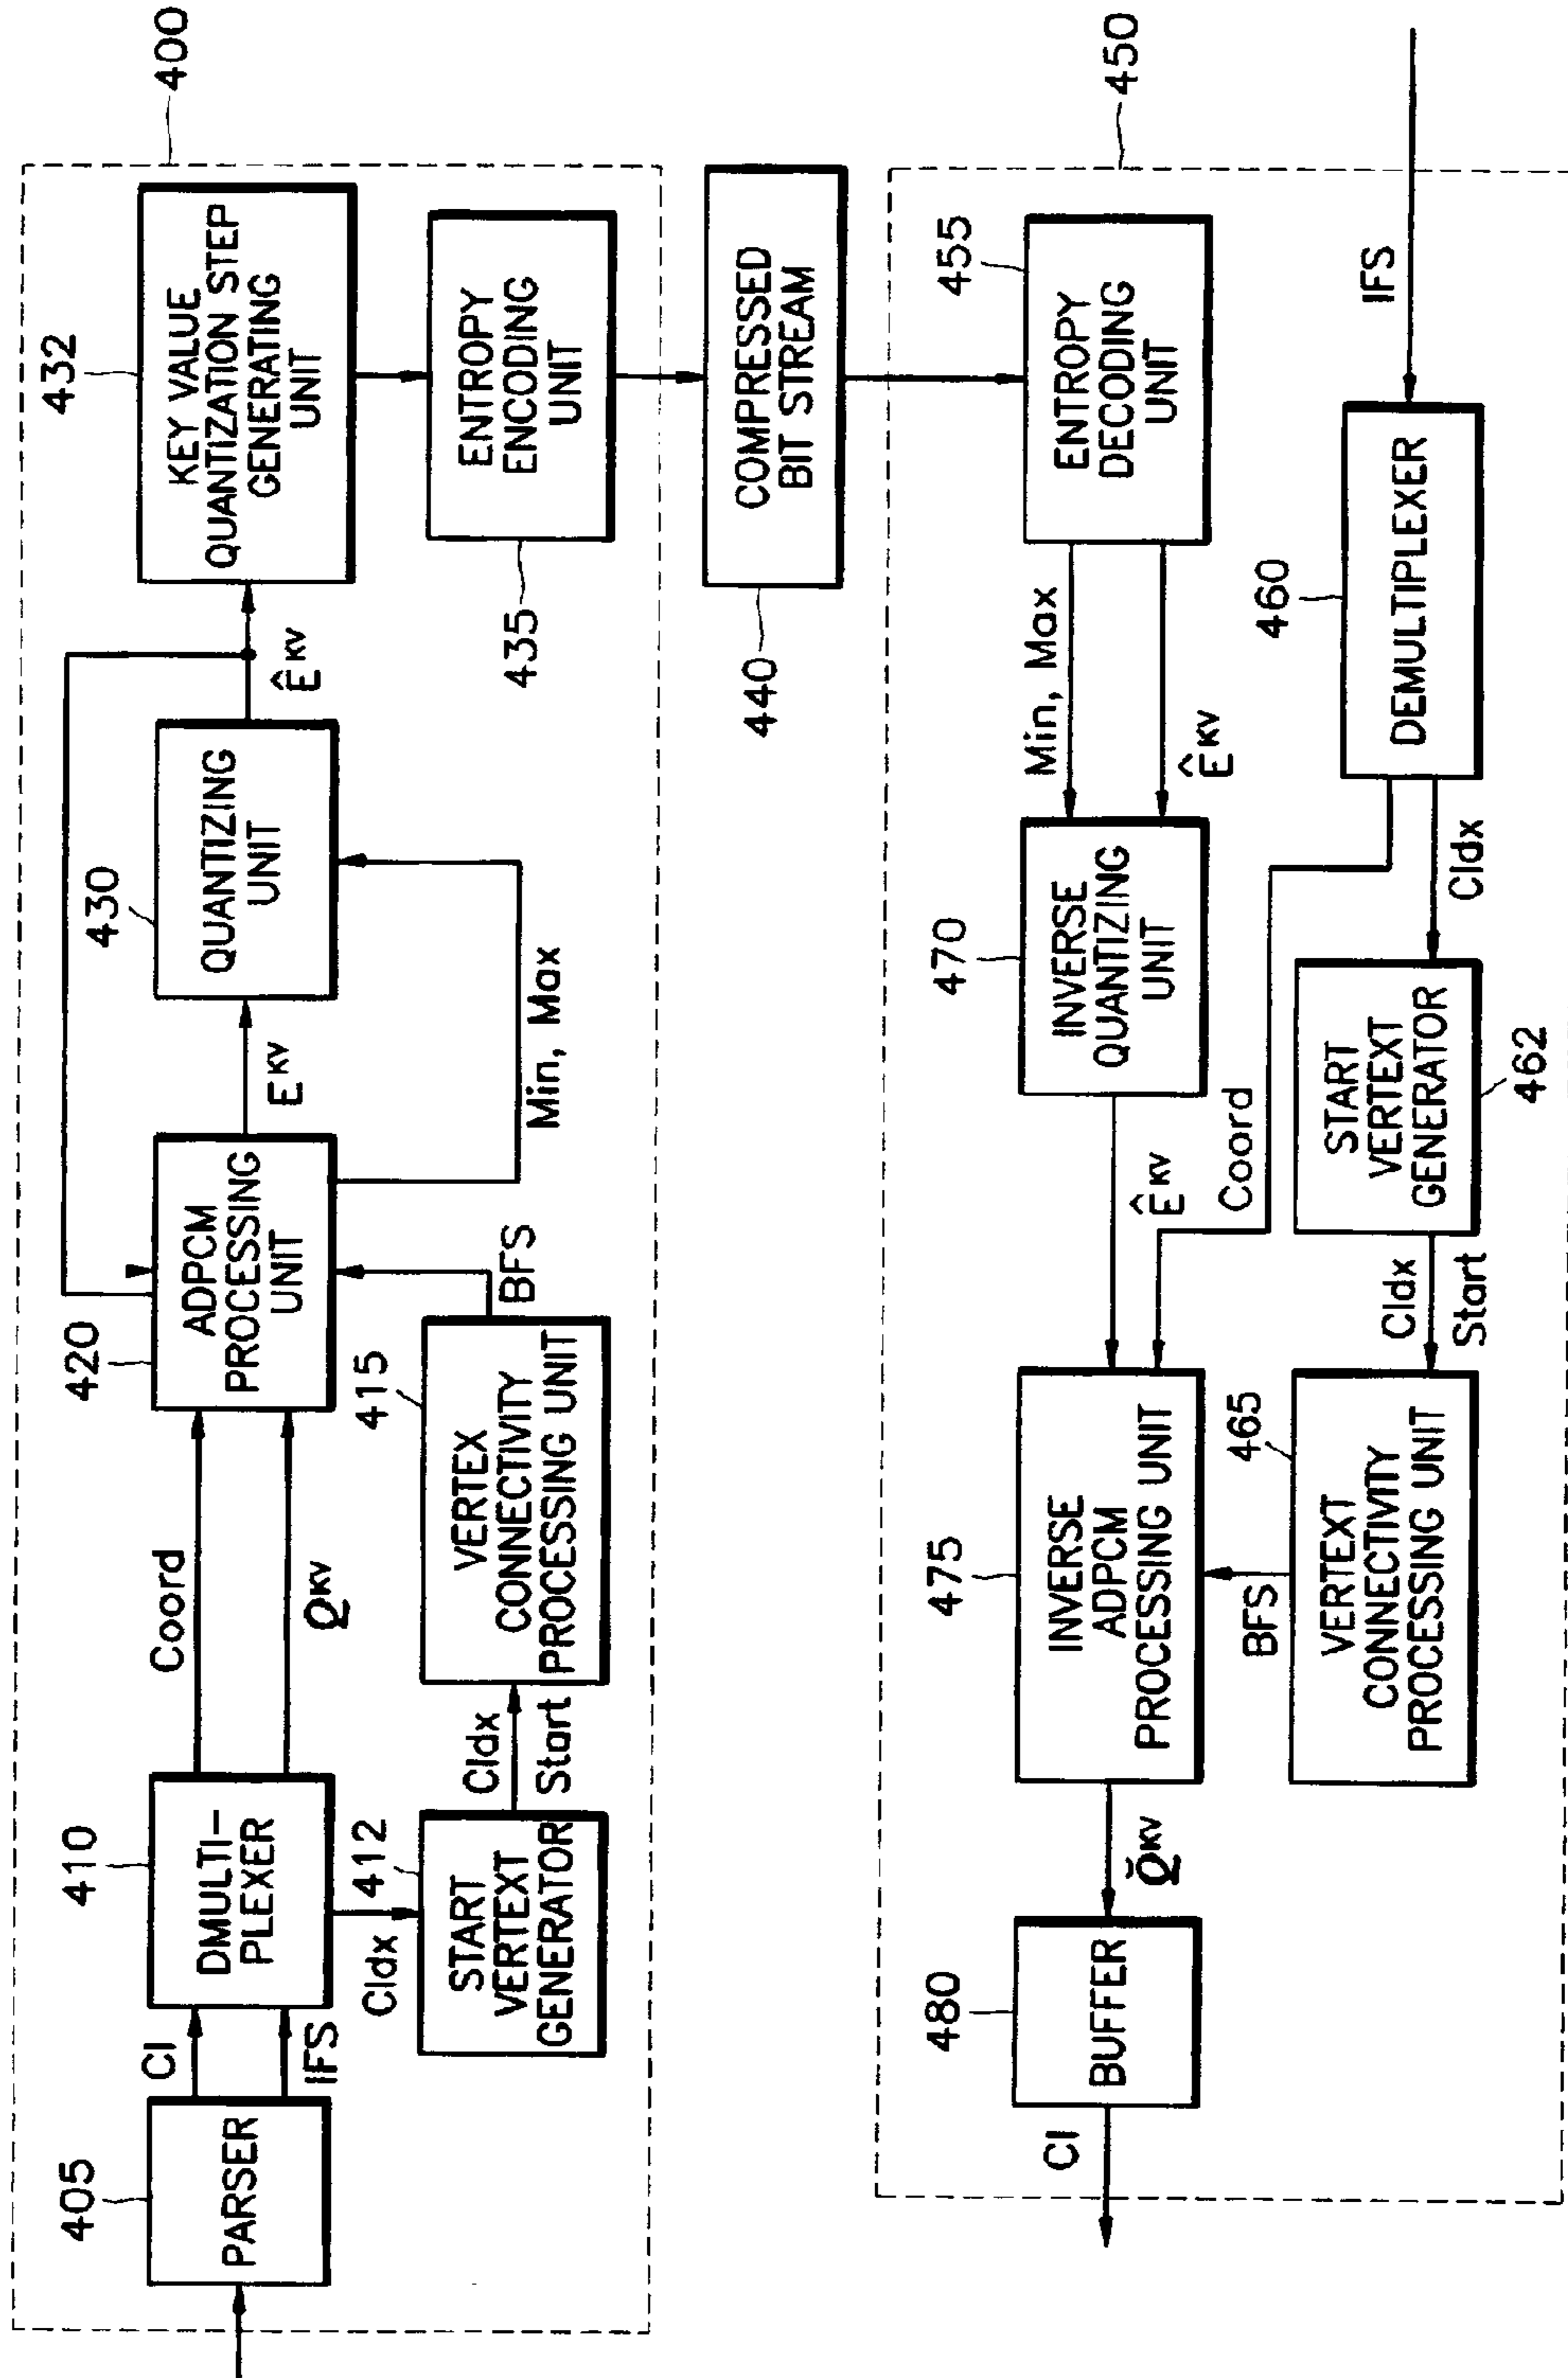 400
405
PARSER
CI
IFS
410
DMULTI-
PLEXER
CIdx
412
START
VERTEXT
GENERATOR
CIdx
Start
Coord
Q^KV
415
VERTEX
CONNECTIVITY
PROCESSING UNIT
BFS
420
ADPCM
PROCESSING
UNIT
E^KV
Min, Max
430
QUANTIZING
UNIT
Ê^KV
432
KEY VALUE
QUANTIZATION STEP
GENERATING
UNIT
ENTROPY
ENCODING
UNIT
435
COMPRESSED
BIT STREAM
440
450
455
ENTROPY
DECODING
UNIT
Min, Max
Ê^KV
IFS
460
DEMULTIPLEXER
CIdx
Coord
470
INVERSE
QUANTIZING
UNIT
Ê^KV
START
VERTEXT
GENERATOR
462
CIdx
Start
465
VERTEXT
CONNECTIVITY
PROCESSING UNIT
BFS
475
INVERSE
ADPCM
PROCESSING UNIT
Q̆^KV
480
BUFFER
CI